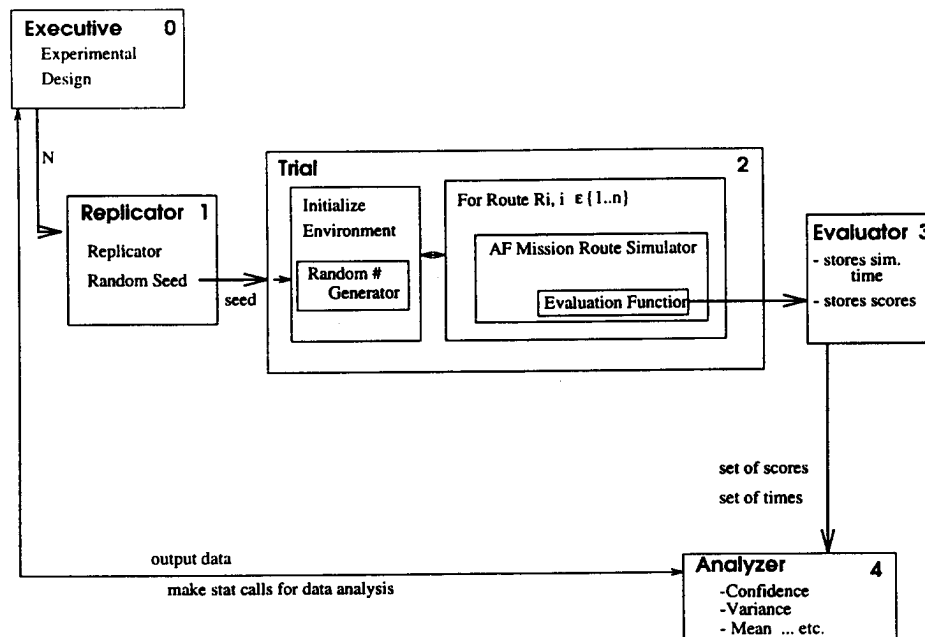 Executive 0
Experimental
Design
N
Replicator 1
Replicator
Random Seed
seed
Trial 2
Initialize
Environment
Random #
Generator
For Route Ri, i ε {1..n}
AF Mission Route Simulator
Evaluation Function
Evaluator 3
- stores sim.
time
- stores scores
set of scores
set of times
output data
make stat calls for data analysis
Analyzer 4
-Confidence
-Variance
- Mean ... etc.